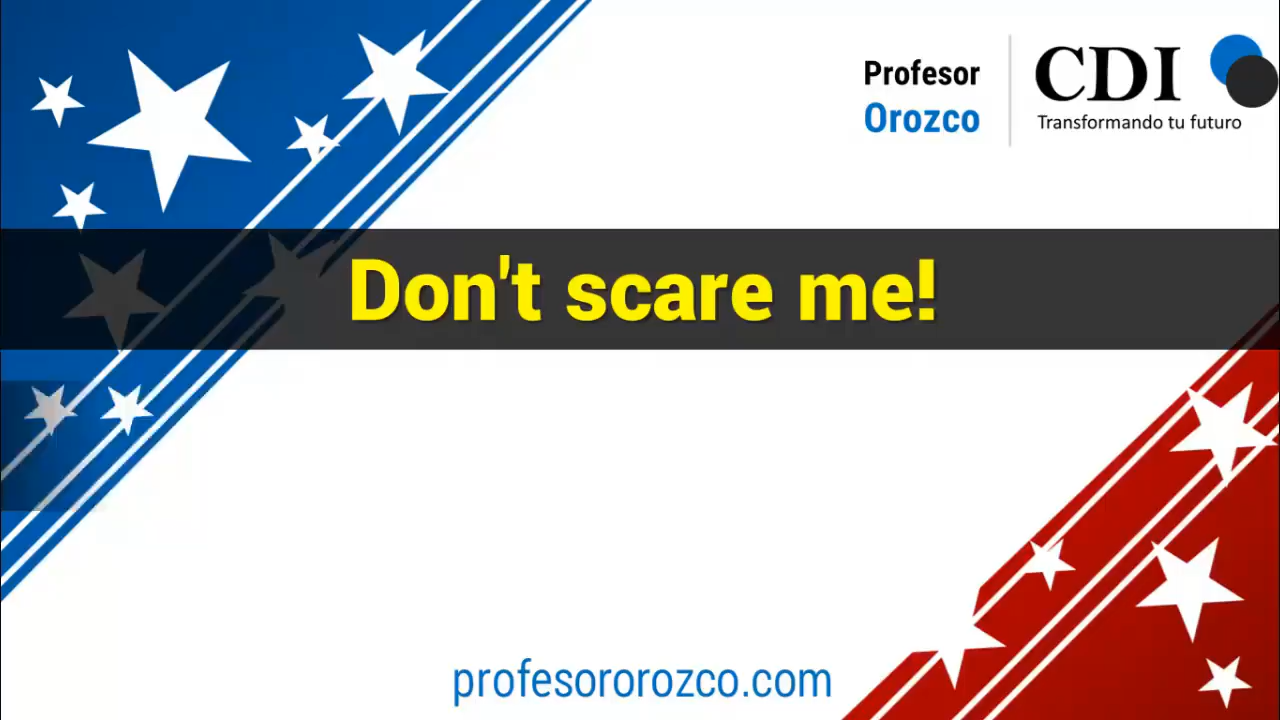 Profesor
Orozco
CDI
Transformando tu futuro
Don't scare me!
profesororozco.com